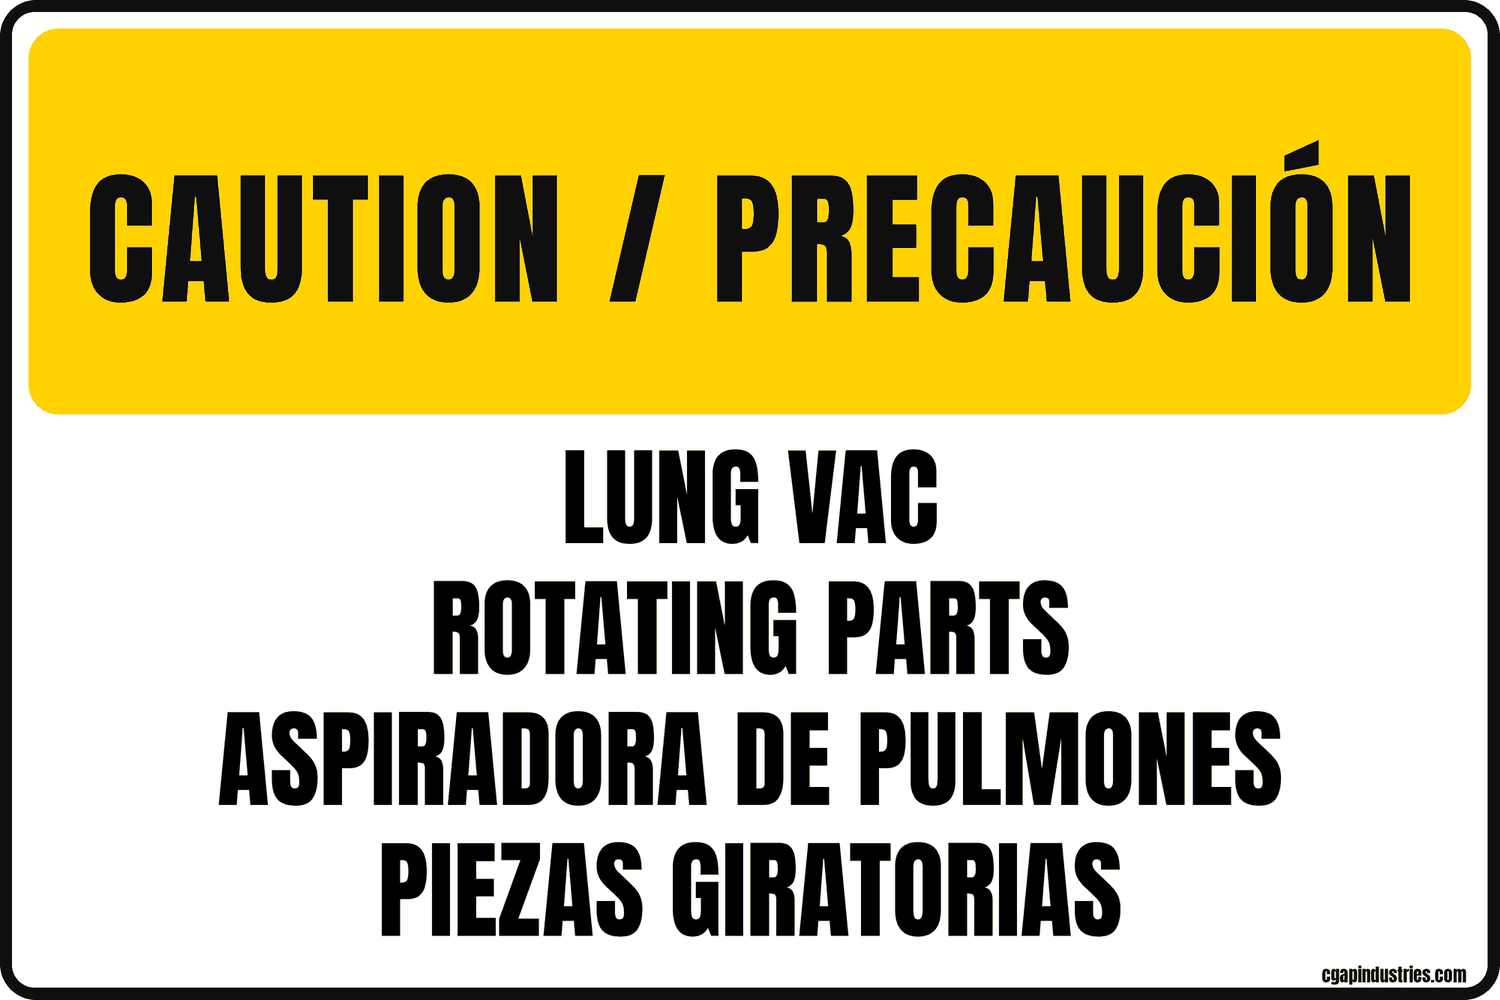 CAUTION / PRECAUCIÓN
LUNG VAC
ROTATING PARTS
ASPIRADORA DE PULMONES
PIEZAS GIRATORIAS
cgapindustries.com